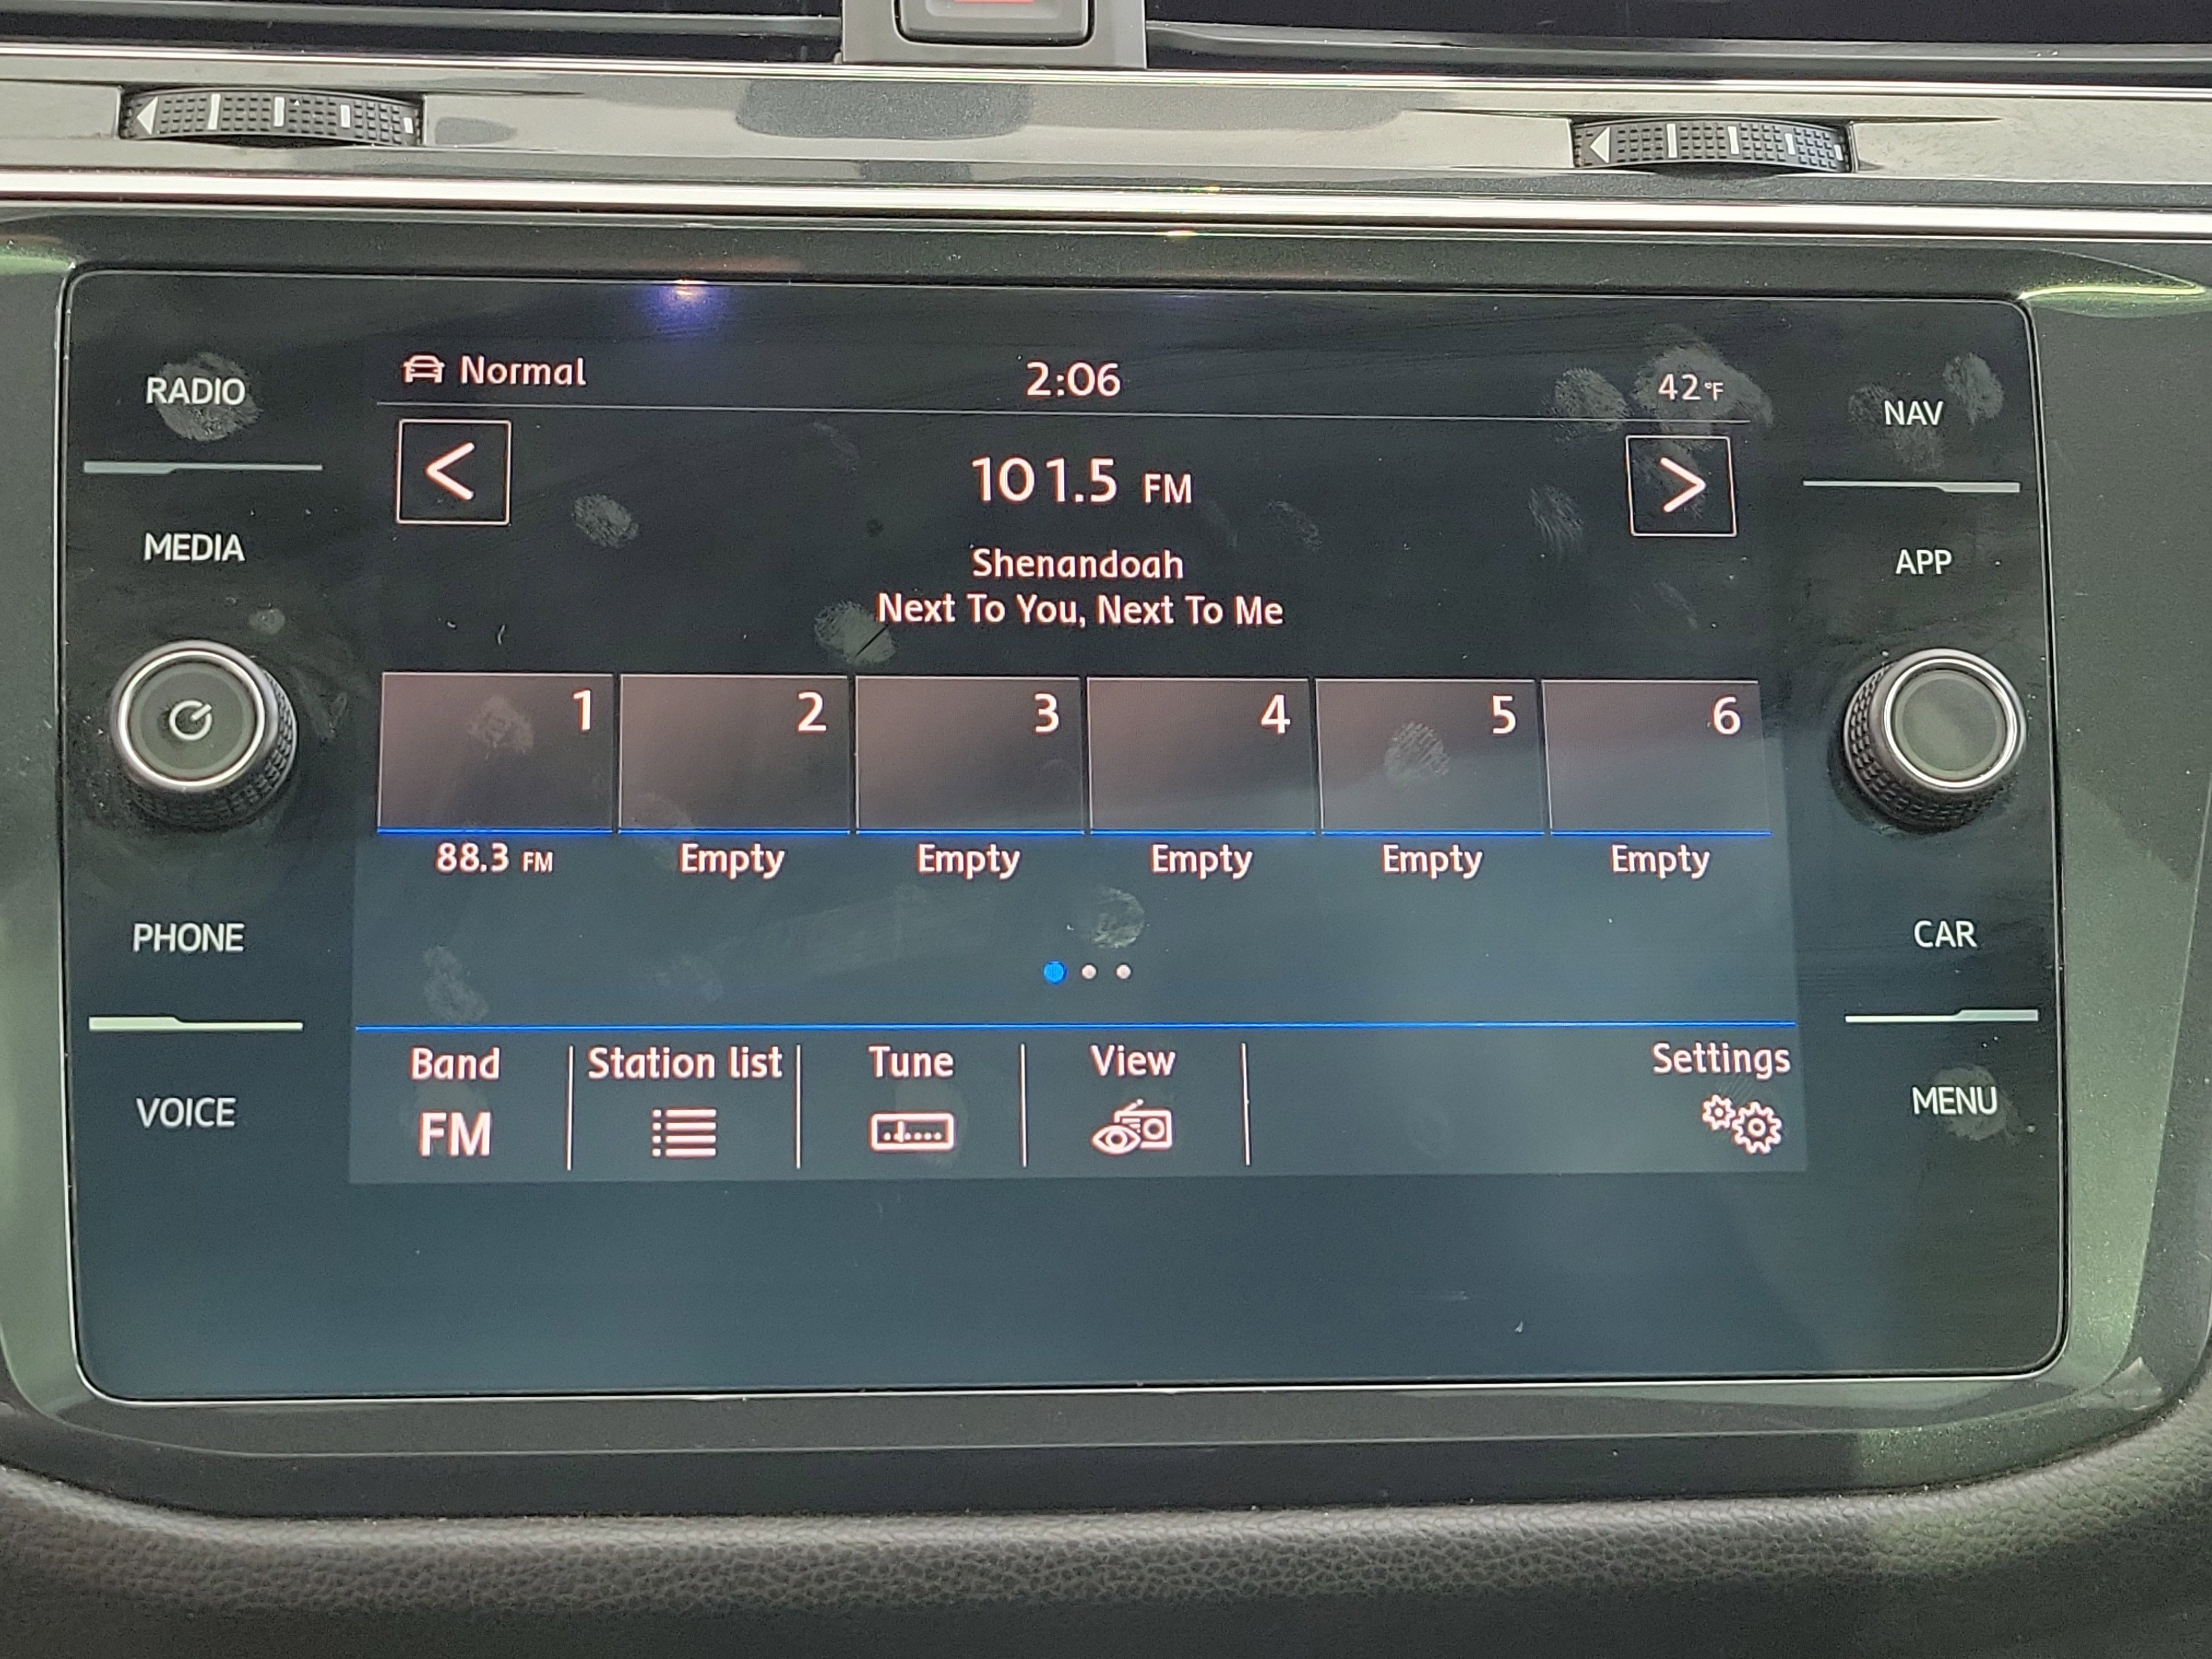 Normal 2:06 42°F
RADIO
NAV
101.5 FM
MEDIA
APP
Shenandoah
Next To You, Next To Me
1 2 3 4 5 6
88.3 FM Empty Empty Empty Empty Empty
PHONE
CAR
Band Station list Tune View Settings
FM
VOICE
MENU